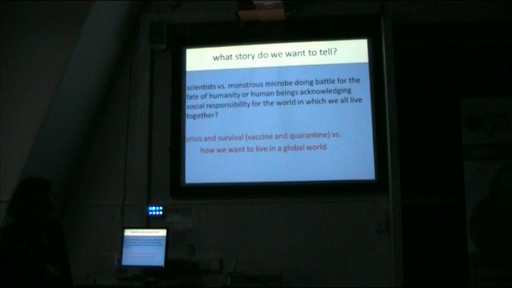 what story do we want to tell?
scientists vs. monstrous microbe doing battle for the
fate of humanity or human beings acknowledging
social responsibility for the world in which we all live
together?
crisis and survival (vaccine and quarantine) vs.
how we want to live in a global world